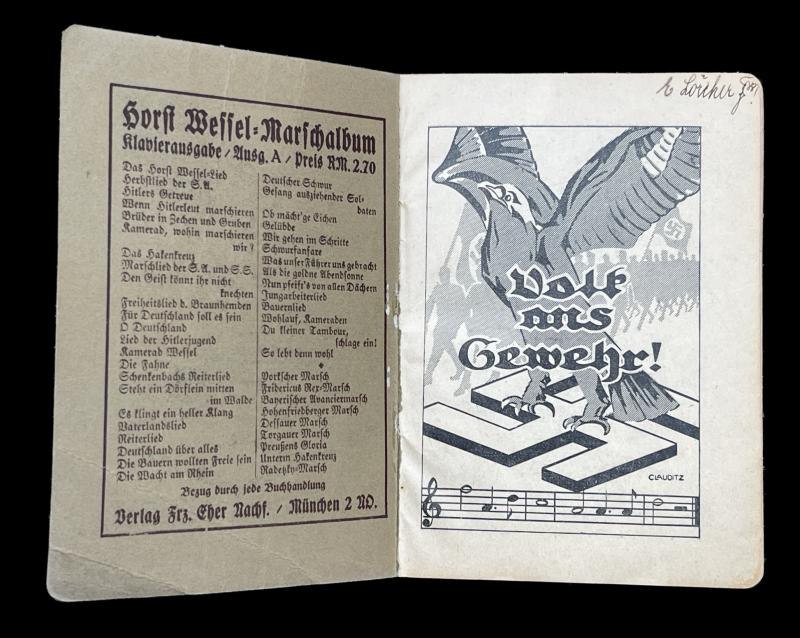 Horst Wessel-Marschalbum
Klavierausgabe / Ausg. A / Preis RM. 2.70
Das Horst Wessel-Lied
Herbstlied der S.A.
Hitlers Getreue
Wenn Hitlerleut marschieren
Brüder in Zechen und Gruben
Kamerad, wohin marschieren
wir?
Das Hakenkreuz
Marschlied der S.A. und S.S.
Den Geist könnt ihr nicht
knechten
Freiheitslied d. Braunhemden
Für Deutschland soll es sein
O Deutschland
Lied der Hitlerjugend
Kamerad Wessel
Die Fahne
Schenkenbachs Reiterlied
Steht ein Dörflein mitten
im Walde
Es klingt ein heller Klang
Vaterlandslied
Reiterlied
Deutschland über alles
Die Bauern wollten Freie sein
Die Wacht am Rhein
Deutscher Schwur
Gesang ausziehender Sol-
daten
Ob mächt'ge Eichen
Gelübde
Wir gehen im Schritte
Schwurfanfare
Was unser Führer uns gebracht
Als die goldne Abendsonne
Nun pfeift's von allen Dächern
Jungarbeiterlied
Bauernlied
Wohlauf, Kameraden
Du kleiner Tambour,
schlage ein!
So lebt denn wohl
Yorkscher Marsch
Fridericus Rex-Marsch
Bayerischer Avanciermarsch
Hohenfriedberger Marsch
Dessauer Marsch
Torgauer Marsch
Preußens Gloria
Unterm Hakenkreuz
Radetzky-Marsch
Bezug durch jede Buchhandlung
Verlag Frz. Eher Nachf. / München 2 NO.
Volk
ans
Gewehr!
CLAUDITZ